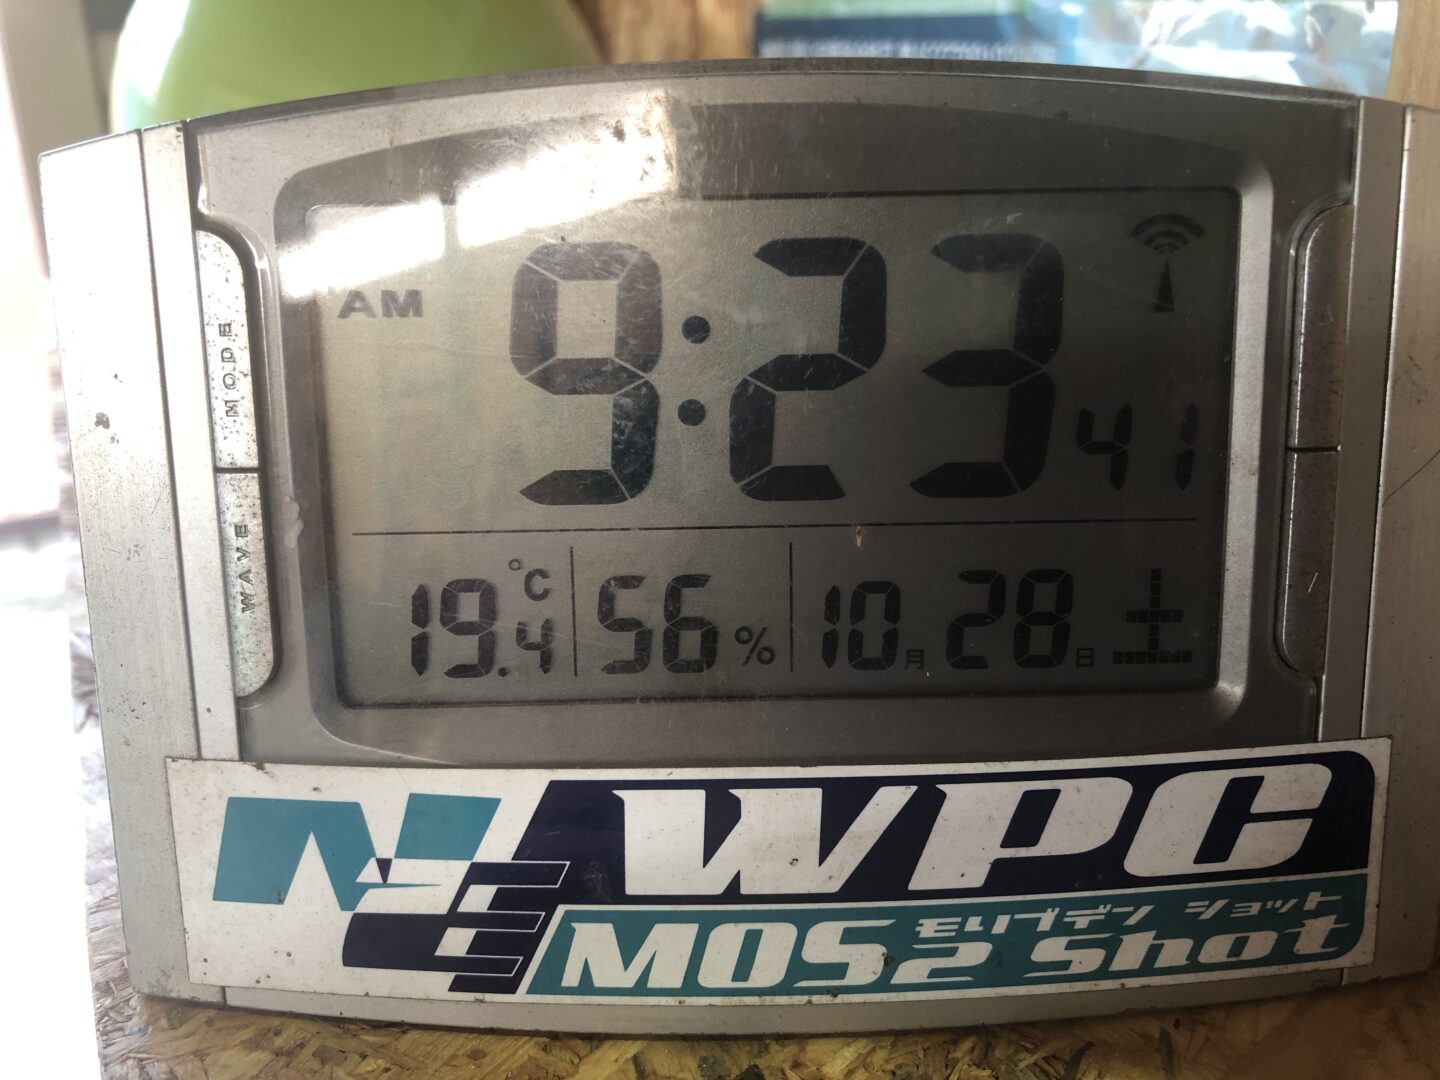 AM 9:23 41
MODE
WAVE
19.4 °C 56 % 10月28日 土
NE WPC
モリブデン ショット
MOS2 Shot